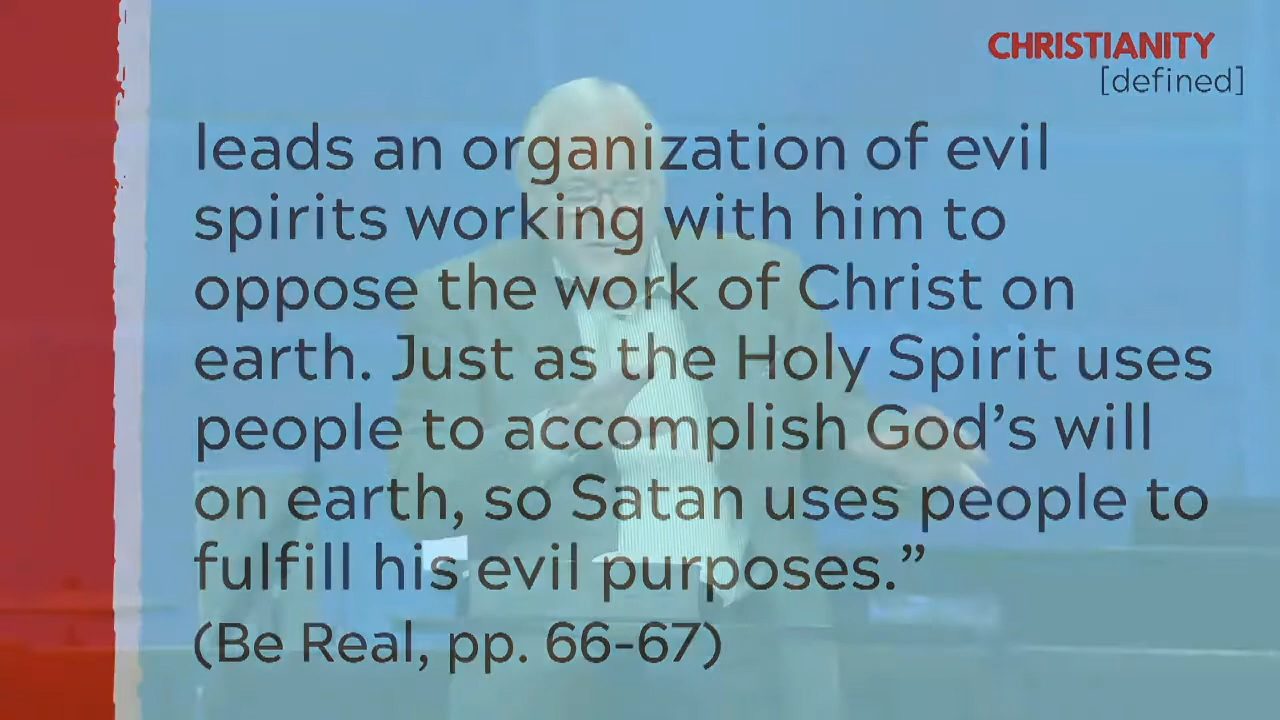 CHRISTIANITY
[defined]
leads an organization of evil
spirits working with him to
oppose the work of Christ on
earth. Just as the Holy Spirit uses
people to accomplish God’s will
on earth, so Satan uses people to
fulfill his evil purposes.”
(Be Real, pp. 66-67)